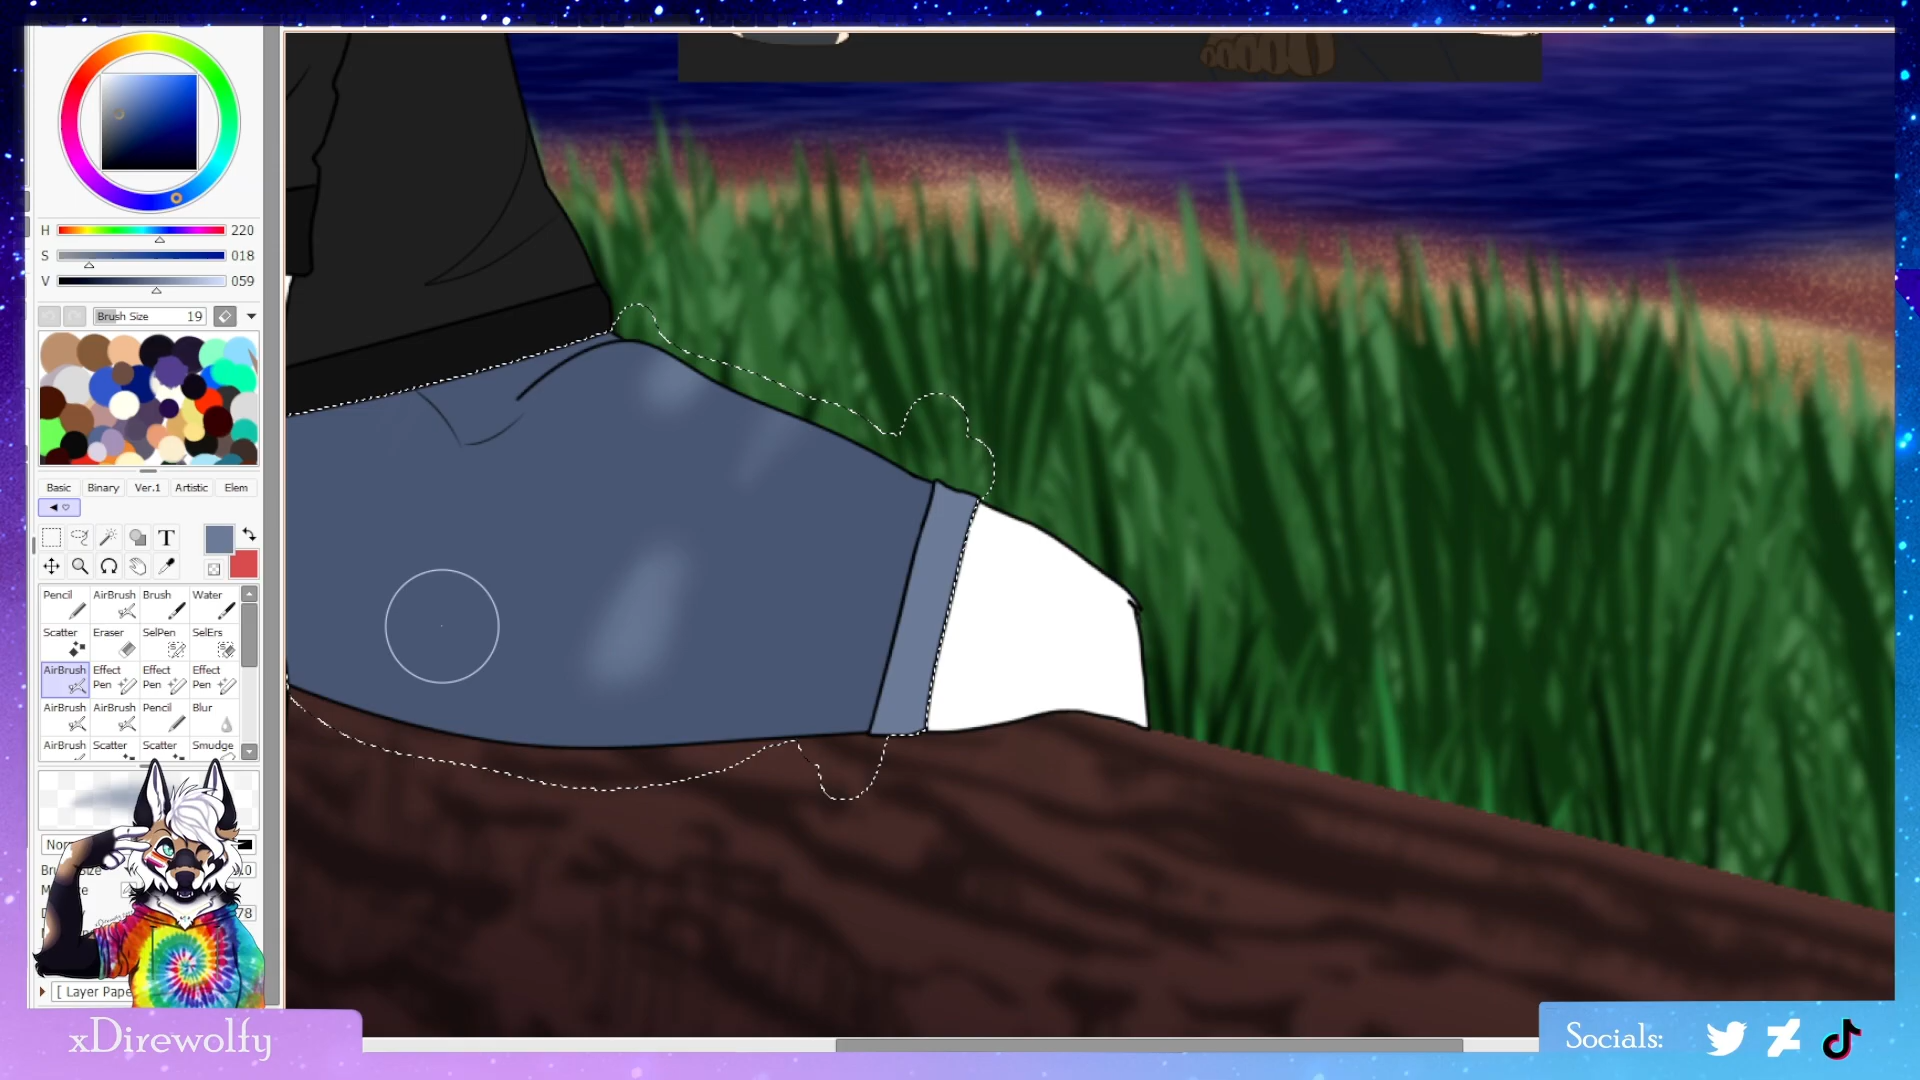 H 220
S 018
V 059
Brush Size 19
Basic Binary Ver.1 Artistic Elem
T
Pencil AirBrush Brush Water
Scatter Eraser SelPen SelErs
AirBrush Effect Pen Effect Pen Effect Pen
AirBrush AirBrush Pencil Blur
AirBrush Scatter Scatter Smudge
78
[ Layer Pape
xDirewolfy
Socials: